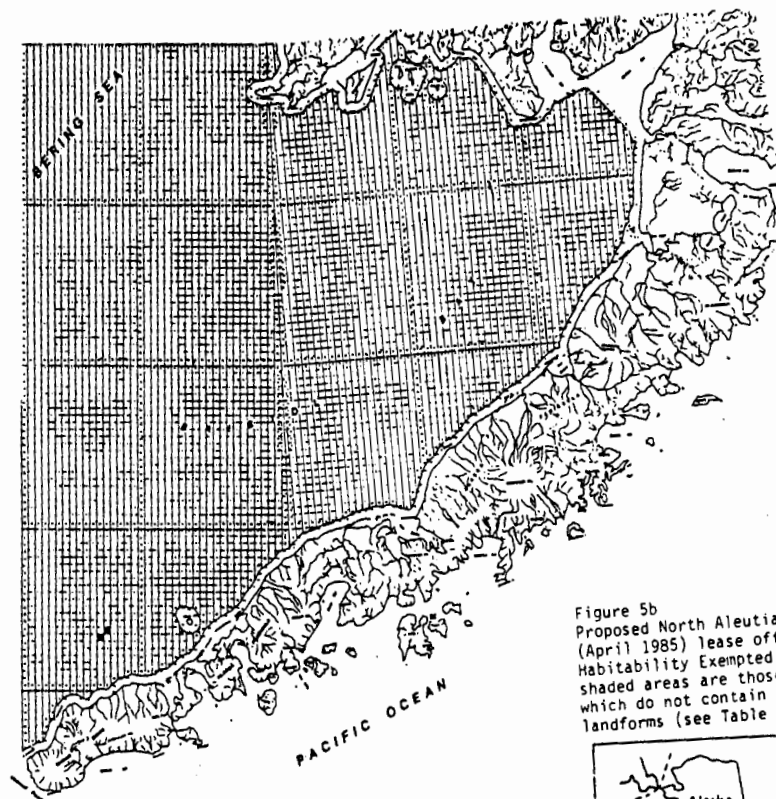 BERING SEA
PACIFIC OCEAN
Figure 5b
Proposed North Aleutia
(April 1985) lease of
Habitability Exempted
shaded areas are those
which do not contain
landforms (see Table
Alaska